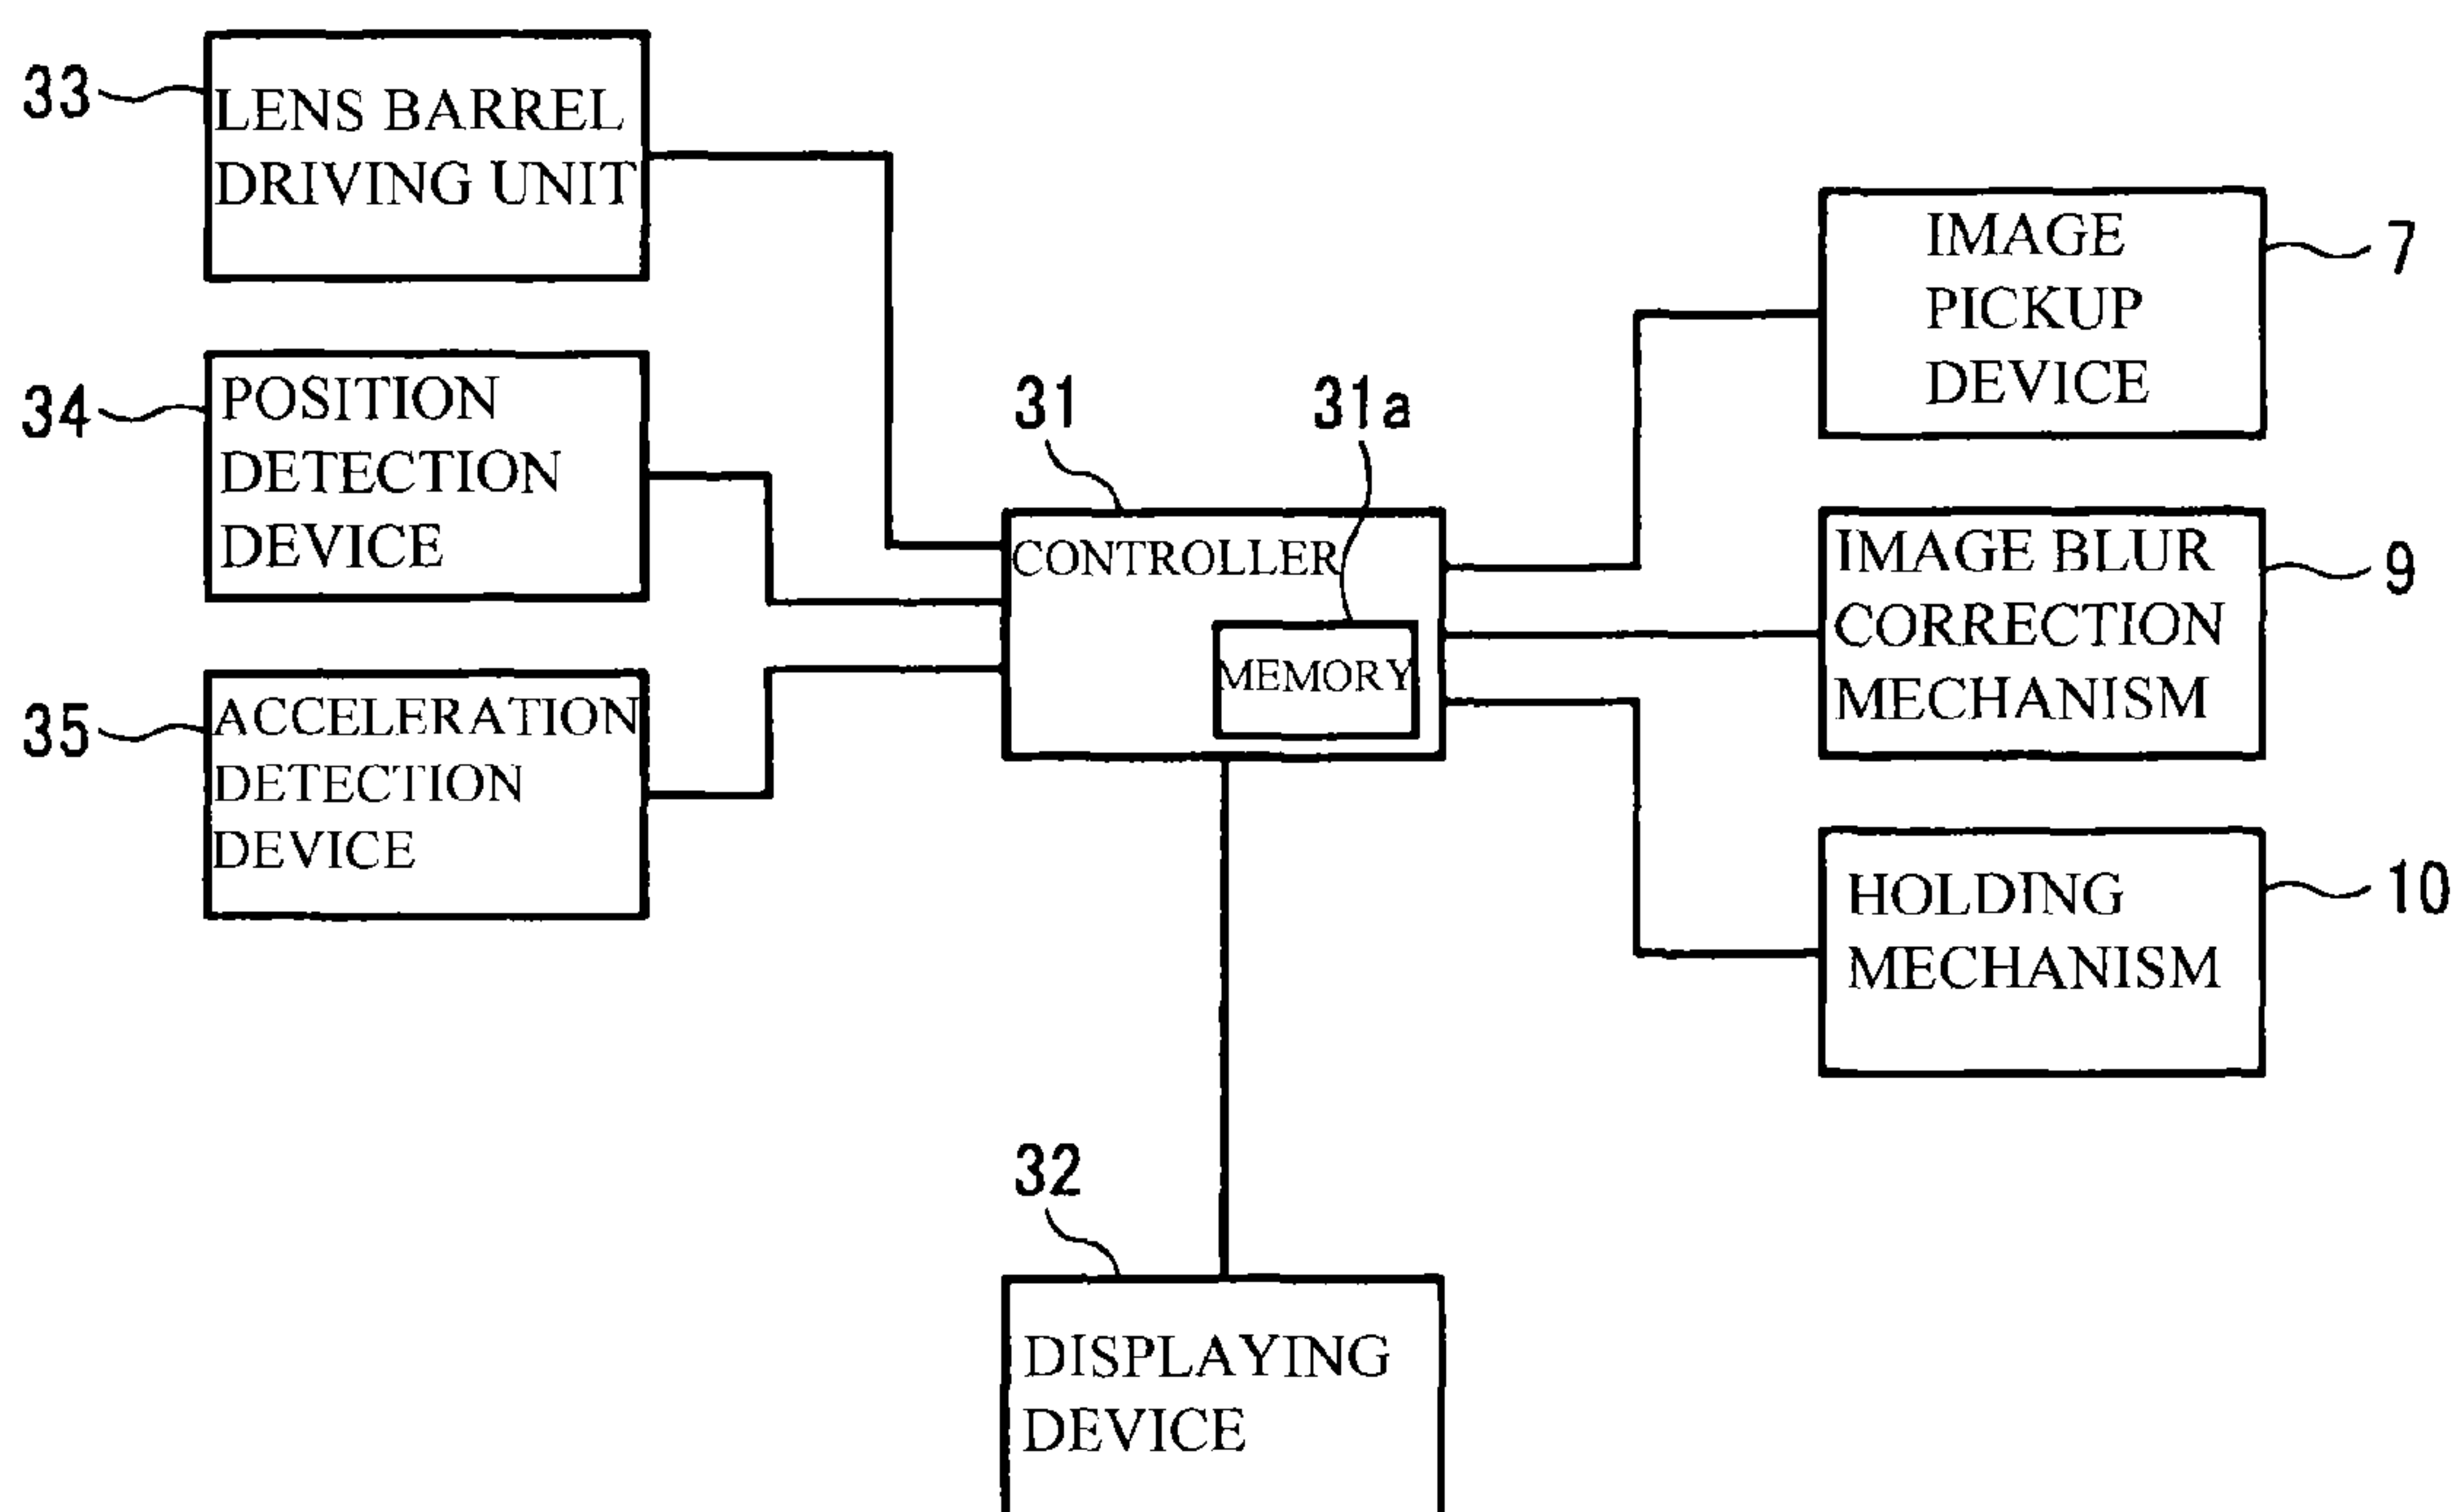 33
LENS BARREL
DRIVING UNIT
34
POSITION
DETECTION
DEVICE
35
ACCELERATION
DETECTION
DEVICE
31
31a
CONTROLLER
MEMORY
32
DISPLAYING
DEVICE
IMAGE
PICKUP
DEVICE
7
IMAGE BLUR
CORRECTION
MECHANISM
9
HOLDING
MECHANISM
10